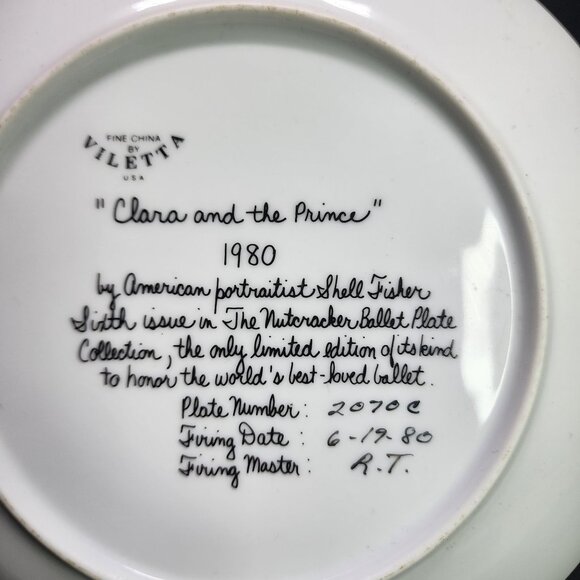 FINE CHINA
BY
VILETTA
U.S.A
"Clara and the Prince"
1980
by American portraitist Shell Fisher
Sixth issue in The Nutcracker Ballet Plate
Collection, the only limited edition of its kind
to honor the world's best-loved ballet.
Plate Number: 2070C
Firing Date: 6-19-80
Firing Master: R.T.